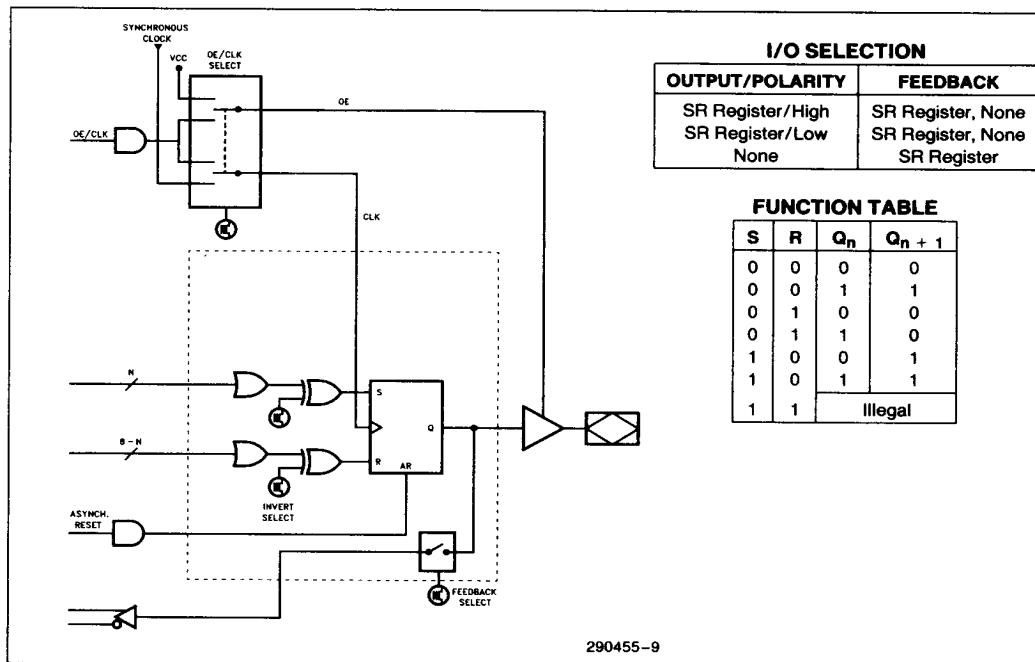 SYNCHRONOUS
CLOCK
VCC
OE/CLK
SELECT
OE
OE/CLK
CLK
N
S
Q
8-N
R
AR
INVERT
SELECT
ASYNCH.
RESET
FEEDBACK
SELECT
I/O SELECTION
OUTPUT/POLARITY FEEDBACK
SR Register/High SR Register, None
SR Register/Low SR Register, None
None SR Register
FUNCTION TABLE
S R Qn Qn + 1
0 0 0 0
0 0 1 1
0 1 0 0
0 1 1 0
1 0 0 1
1 0 1 1
1 1 Illegal
290455-9